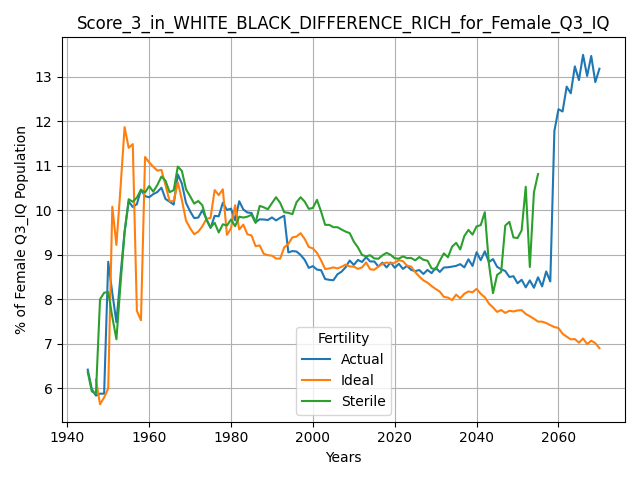 Score_3_in_WHITE_BLACK_DIFFERENCE_RICH_for_Female_Q3_IQ
% of Female Q3_IQ Population
13
12
11
10
9
8
7
6
Fertility
Actual
Ideal
Sterile
1940 1960 1980 2000 2020 2040 2060
Years